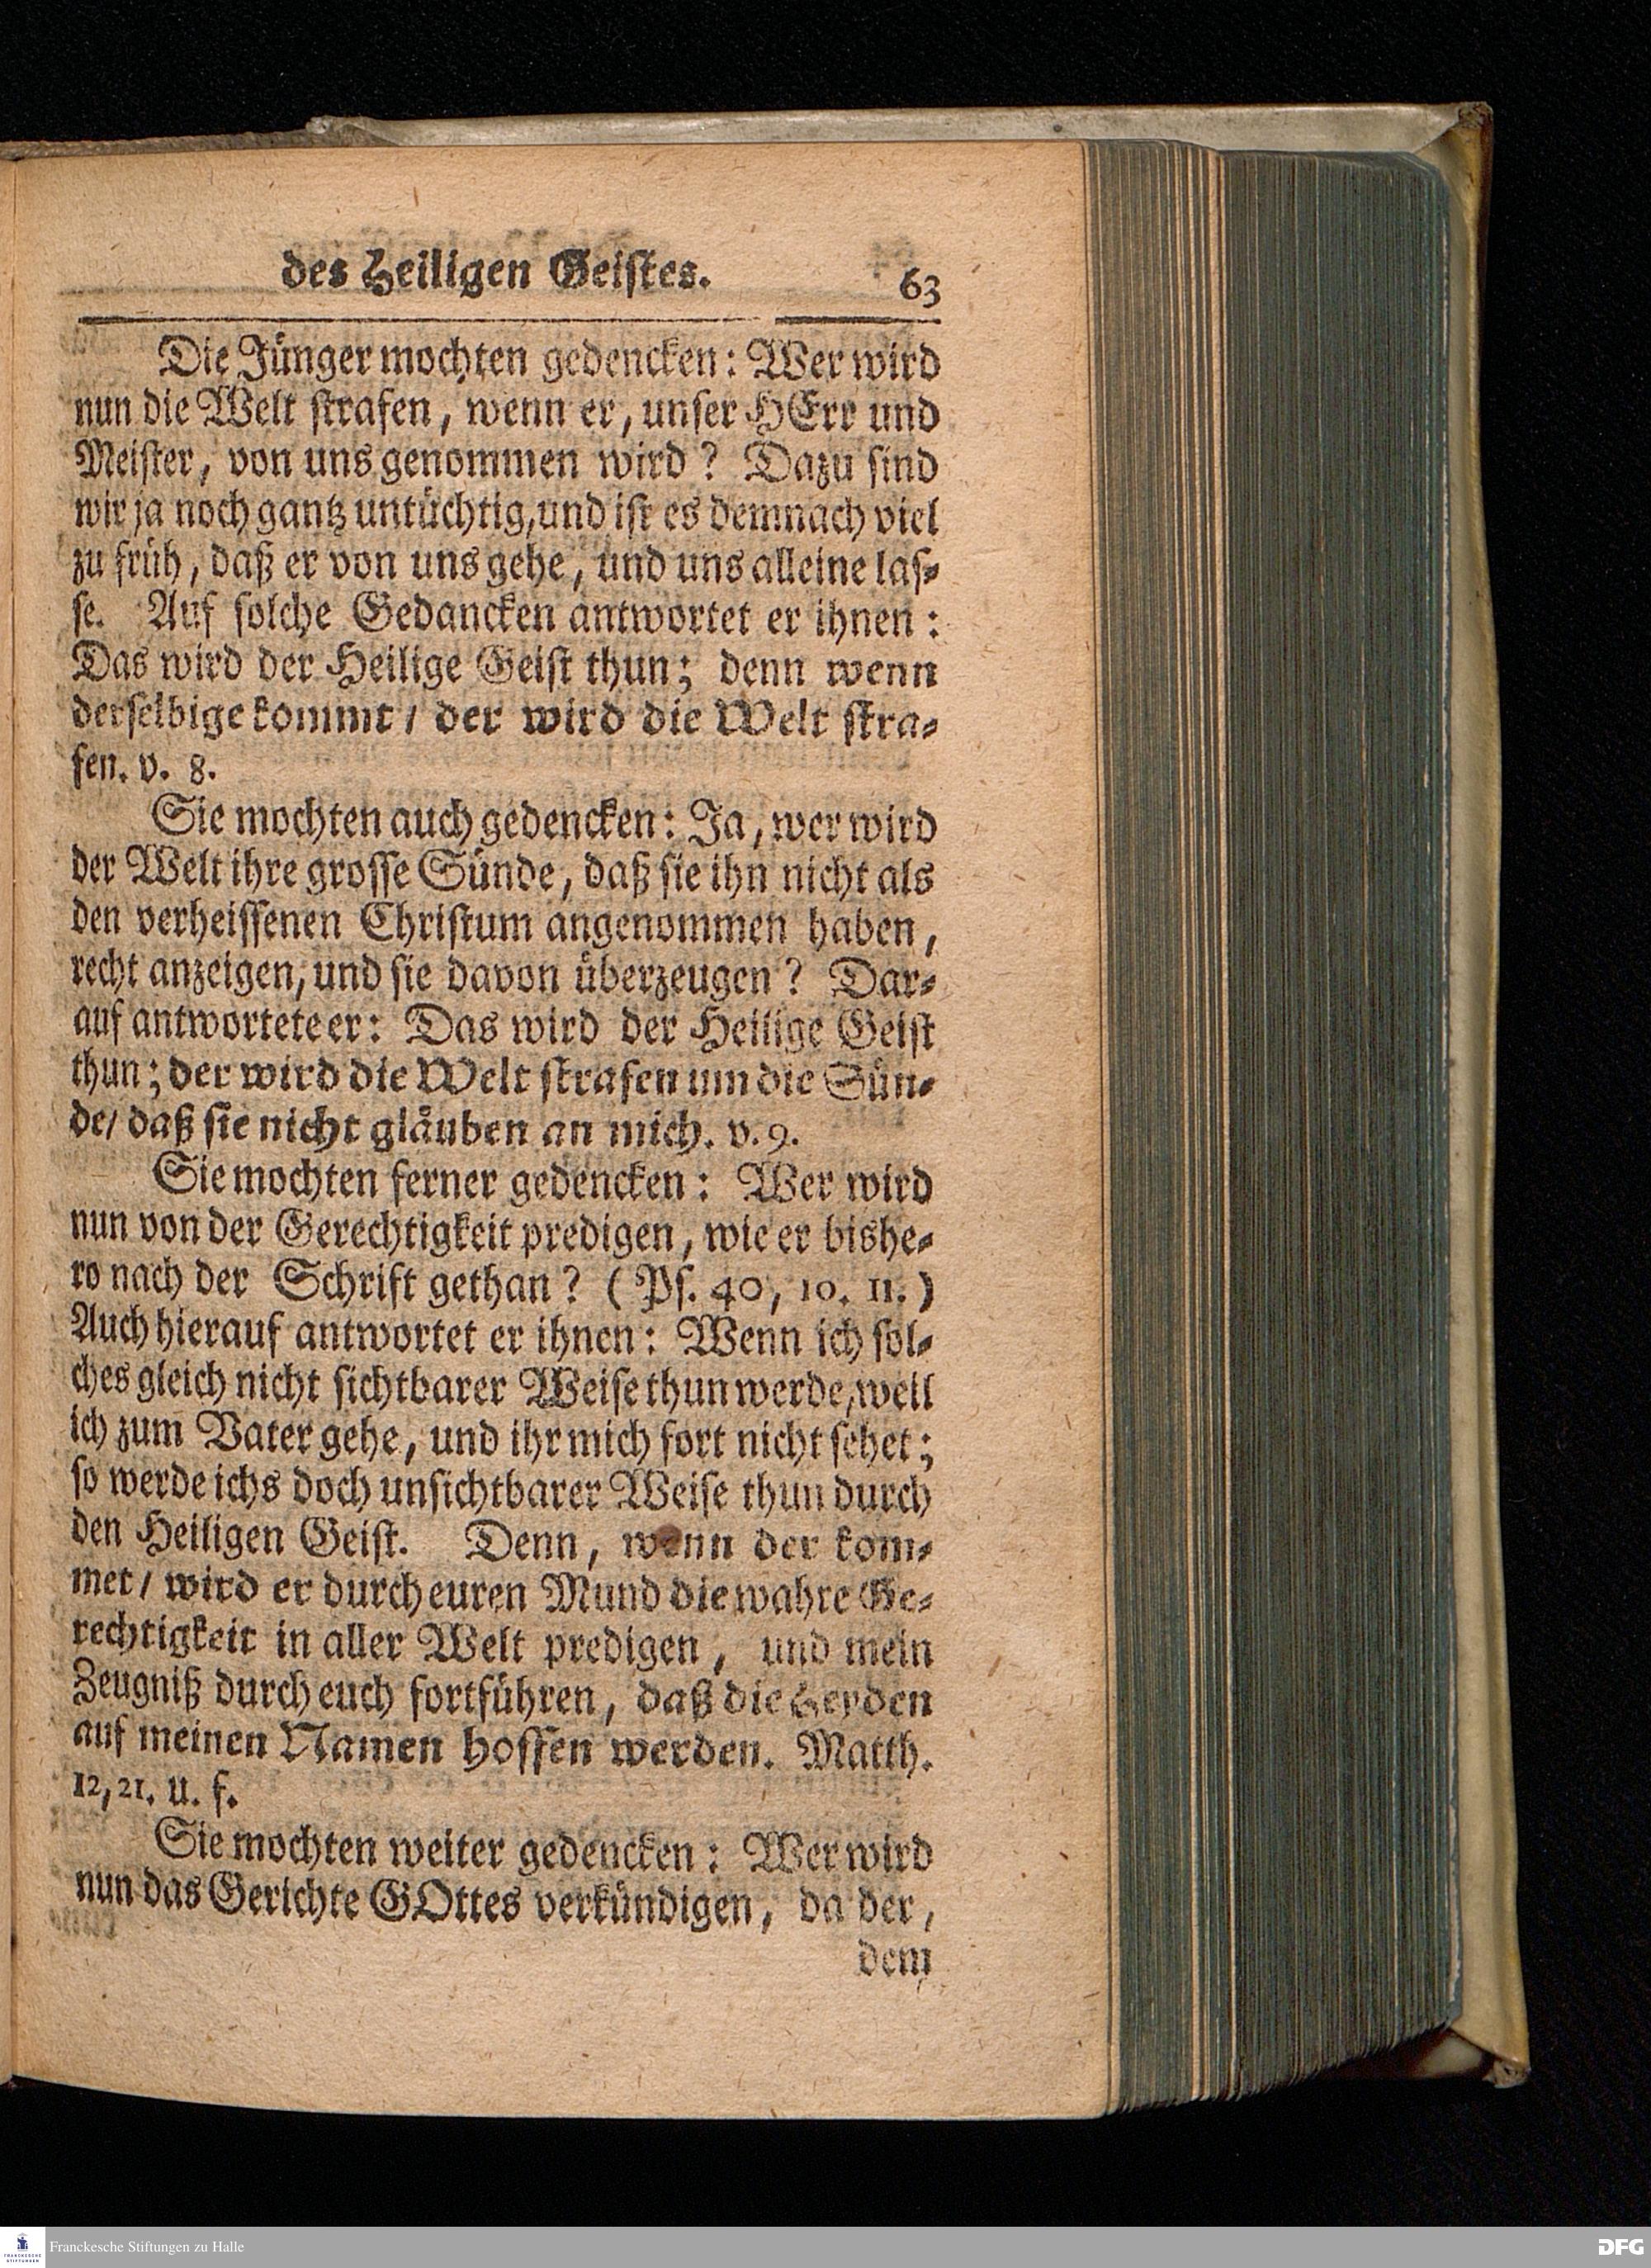 des Heiligen Geistes. 63
Die Jünger mochten gedencken: Wer wird
nun die Welt strafen, wenn er, unser HErr und
Meister, von uns genommen wird? Dazu sind
wir ja noch gantz untüchtig, und ist es demnach viel
zu früh, daß er von uns gehe, und uns alleine las-
se. Auf solche Gedancken antwortet er ihnen:
Das wird der Heilige Geist thun; denn wenn
derselbige kommt/ der wird die Welt stra-
fen. v. 8.
Sie mochten auch gedencken: Ja, wer wird
der Welt ihre grosse Sünde, daß sie ihn nicht als
den verheissenen Christum angenommen haben,
recht anzeigen, und sie davon überzeugen? Dar-
auf antwortete er: Das wird der Heilige Geist
thun; der wird die Welt strafen um die Sün-
de/ daß sie nicht gläuben an mich. v. 9.
Sie mochten ferner gedencken: Wer wird
nun von der Gerechtigkeit predigen, wie er bishe-
ro nach der Schrift gethan? (Ps. 40, 10. 11.)
Auch hierauf antwortet er ihnen: Wenn ich sol-
ches gleich nicht sichtbarer Weise thun werde, weil
ich zum Vater gehe, und ihr mich fort nicht sehet;
so werde ichs doch unsichtbarer Weise thun durch
den Heiligen Geist. Denn, wenn der kom-
met/ wird er durch euren Mund die wahre Ge-
rechtigkeit in aller Welt predigen, und mein
Zeugniß durch euch fortführen, daß die Heyden
auf meinen Namen hoffen werden. Matth.
12, 21. u. f.
Sie mochten weiter gedencken: Wer wird
nun das Gerichte GOttes verkündigen, da der,
dem
Franckesche Stiftungen zu Halle
FRANCKESCHE
STIFTUNGEN
DFG